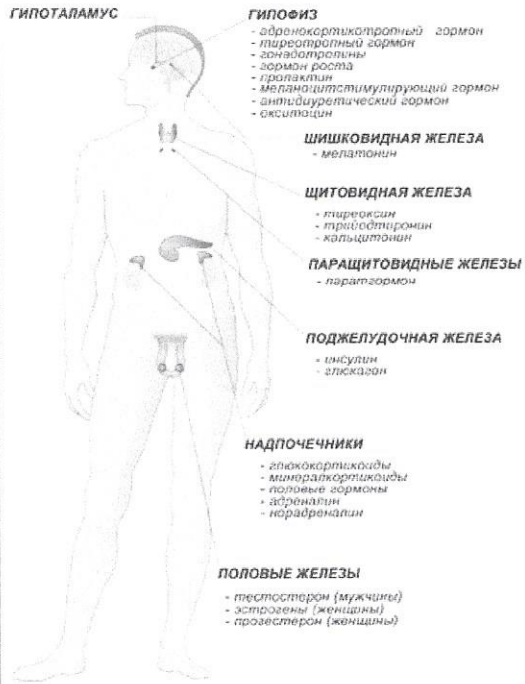 ГИПОТАЛАМУС
ГИПОФИЗ
- адренокортикотропный гормон
- тиреотропный гормон
- гонадотропины
- гормон роста
- пролактин
- меланоцитстимулирующий гормон
- антидиуретический гормон
- окситоцин
ШИШКОВИДНАЯ ЖЕЛЕЗА
- мелатонин
ЩИТОВИДНАЯ ЖЕЛЕЗА
- тиреоксин
- трийодтиронин
- кальцитонин
ПАРАЩИТОВИДНЫЕ ЖЕЛЕЗЫ
- паратгормон
ПОДЖЕЛУДОЧНАЯ ЖЕЛЕЗА
- инсулин
- глюкагон
НАДПОЧЕЧНИКИ
- глюкокортикоиды
- минералкортикоиды
- половые гормоны
- адреналин
- норадреналин
ПОЛОВЫЕ ЖЕЛЕЗЫ
- тестостерон (мужчины)
- эстрогены (женщины)
- прогестерон (женщины)